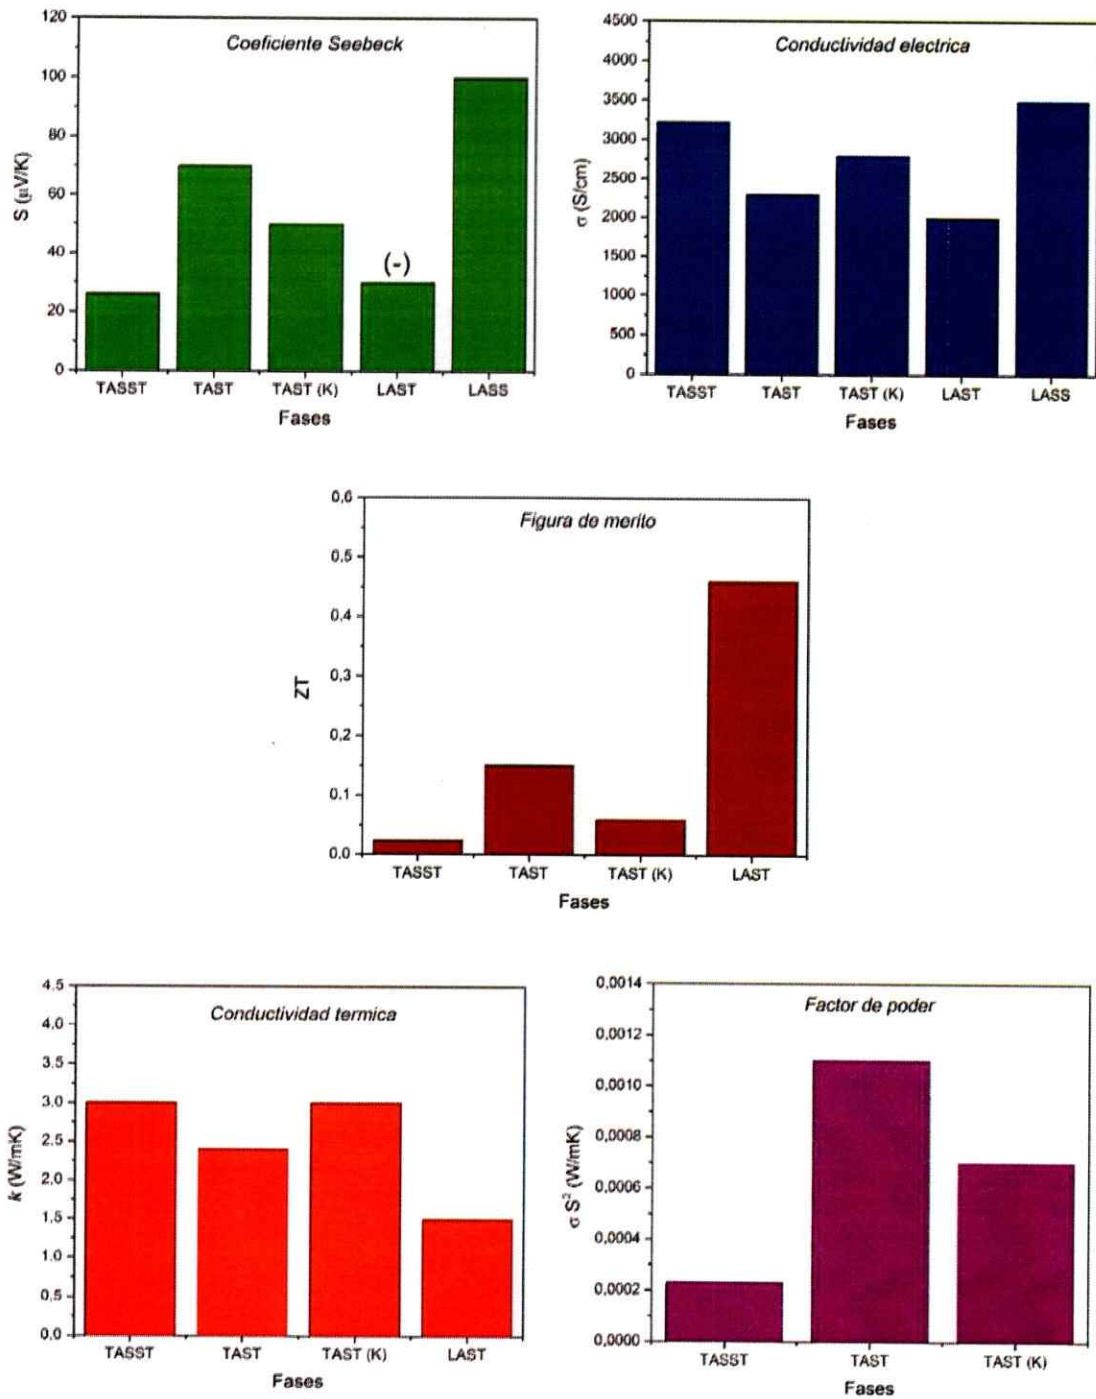 Coeficiente Seebeck
S (µV/K)
120
100
80
60
40
20
0
(-)
TASST TAST TAST (K) LAST LASS
Fases
Conductividad electrica
σ (S/cm)
4500
4000
3500
3000
2500
2000
1500
1000
500
0
TASST TAST TAST (K) LAST LASS
Fases
Figura de merito
ZT
0,6
0,5
0,4
0,3
0,2
0,1
0,0
TASST TAST TAST (K) LAST
Fases
Conductividad termica
k (W/mK)
4.5
4.0
3.5
3.0
2.5
2.0
1.5
1.0
0.5
0.0
TASST TAST TAST (K) LAST
Fases
Factor de poder
σ S² (W/mK)
0,0014
0,0012
0,0010
0,0008
0,0006
0,0004
0,0002
0,0000
TASST TAST TAST (K)
Fases